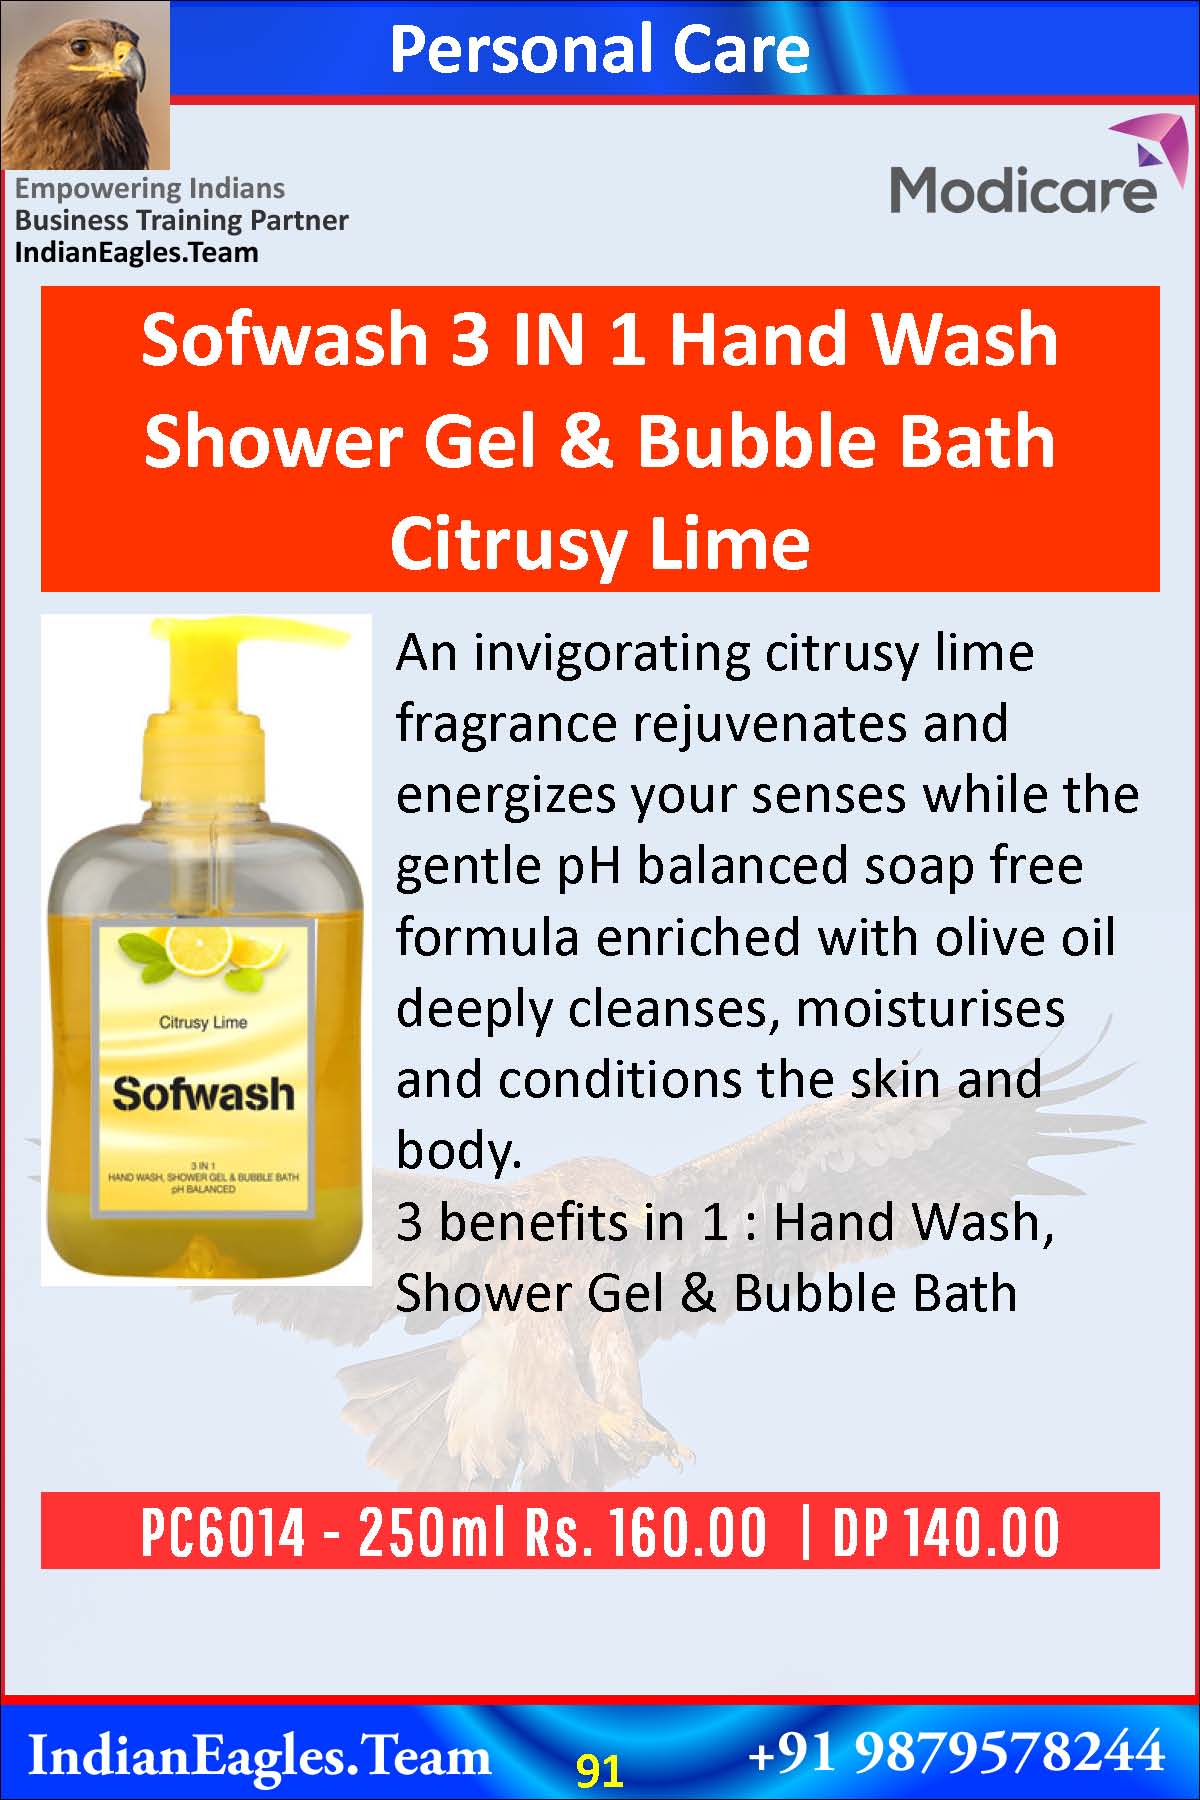 Personal Care
Empowering Indians
Business Training Partner
IndianEagles.Team
Modicare
Sofwash 3 IN 1 Hand Wash
Shower Gel & Bubble Bath
Citrusy Lime
Citrusy Lime
Sofwash
3 IN 1
HAND WASH, SHOWER GEL & BUBBLE BATH
pH BALANCED
An invigorating citrusy lime
fragrance rejuvenates and
energizes your senses while the
gentle pH balanced soap free
formula enriched with olive oil
deeply cleanses, moisturises
and conditions the skin and
body.
3 benefits in 1 : Hand Wash,
Shower Gel & Bubble Bath
PC6014 - 250ml Rs. 160.00 | DP 140.00
IndianEagles.Team
91
+91 9879578244